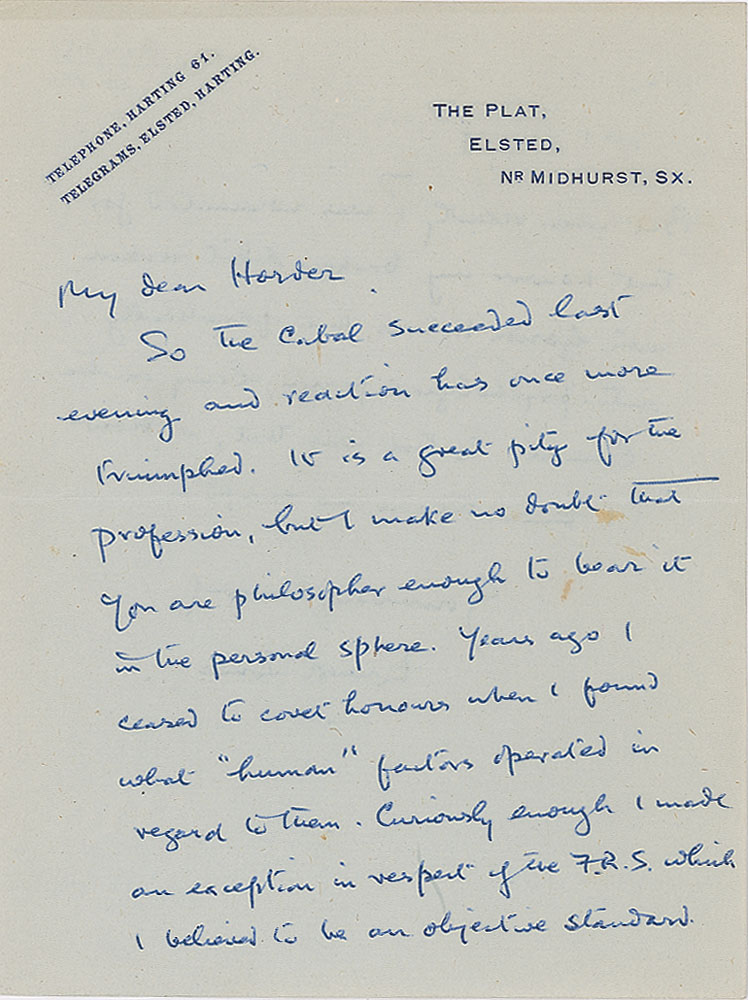 TELEPHONE, HARTING 61.
TELEGRAMS, ELSTED, HARTING.
THE PLAT,
ELSTED,
NR MIDHURST, SX.
My dear Horder.
So the Cabal succeeded last
evening and reaction has once more
triumphed. It is a great pity for the
profession, but I make no doubt that
you are philosopher enough to bear it
in the personal sphere. Years ago I
ceased to covet honours when I found
what "human" factors operated in
regard to them. Curiously enough I made
an exception in respect of the F.R.S. which
I believed to be an objective standard.